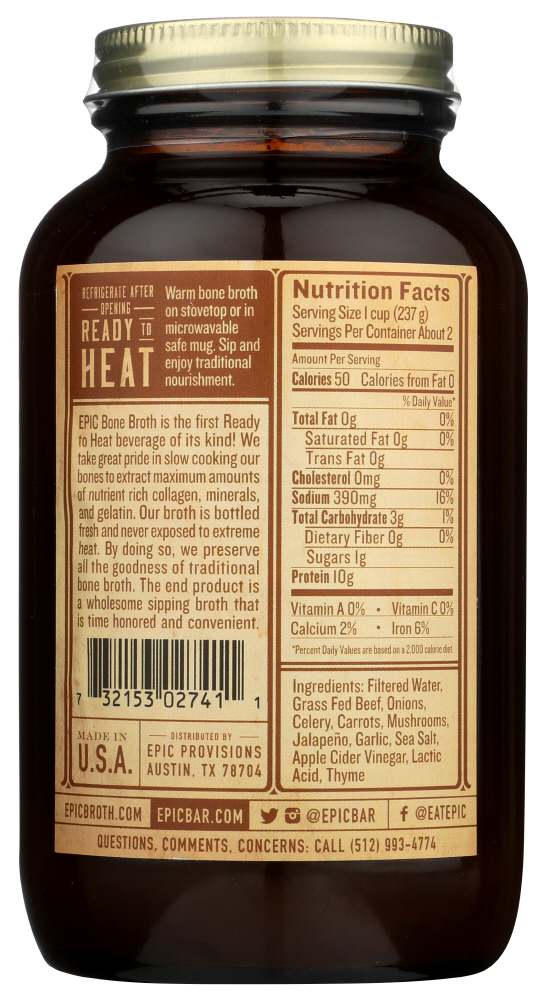 REFRIGERATE AFTER
OPENING
READY TO
HEAT
Warm bone broth
on stovetop or in
microwavable
safe mug. Sip and
enjoy traditional
nourishment.
EPIC Bone Broth is the first Ready
to Heat beverage of its kind! We
take great pride in slow cooking our
bones to extract maximum amounts
of nutrient rich collagen, minerals,
and gelatin. Our broth is bottled
fresh and never exposed to extreme
heat. By doing so, we preserve
all the goodness of traditional
bone broth. The end product is
a wholesome sipping broth that
is time honored and convenient.
7 32153 02741 1
MADE IN
U.S.A.
DISTRIBUTED BY
EPIC PROVISIONS
AUSTIN, TX 78704
Nutrition Facts
Serving Size 1 cup (237 g)
Servings Per Container About 2
Amount Per Serving
Calories 50 Calories from Fat 0
% Daily Value*
Total Fat 0g 0%
Saturated Fat 0g 0%
Trans Fat 0g
Cholesterol 0mg 0%
Sodium 390mg 16%
Total Carbohydrate 3g 1%
Dietary Fiber 0g 0%
Sugars 1g
Protein 10g
Vitamin A 0% • Vitamin C 0%
Calcium 2% • Iron 6%
*Percent Daily Values are based on a 2,000 calorie diet.
Ingredients: Filtered Water,
Grass Fed Beef, Onions,
Celery, Carrots, Mushrooms,
Jalapeño, Garlic, Sea Salt,
Apple Cider Vinegar, Lactic
Acid, Thyme
EPICBROTH.COM EPICBAR.COM @EPICBAR f @EATEPIC
QUESTIONS, COMMENTS, CONCERNS: CALL (512) 993-4774